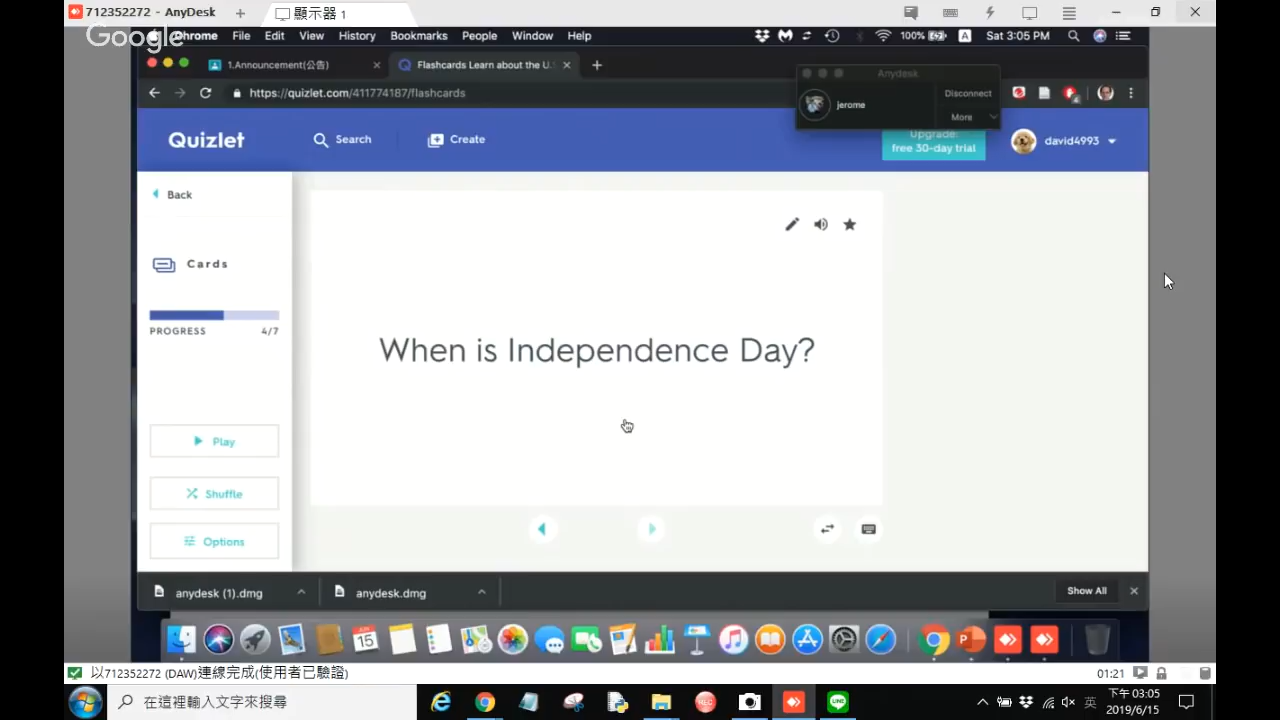 712352272 - AnyDesk
顯示器 1
Google
Chrome File Edit View History Bookmarks People Window Help
100%
A
Sat 3:05 PM
1.Announcement(公告)
Flashcards Learn about the U.S
Anydesk
https://quizlet.com/411774187/flashcards
jerome
Disconnect
More
Quizlet
Search
Create
Upgrade:
free 30-day trial
david4993
Back
Cards
PROGRESS 4/7
When is Independence Day?
Play
Shuffle
Options
anydesk (1).dmg
anydesk.dmg
Show All
15
以712352272 (DAW)連線完成(使用者已驗證)
01:21
在這裡輸入文字來搜尋
REC
LINE
英
下午 03:05
2019/6/15